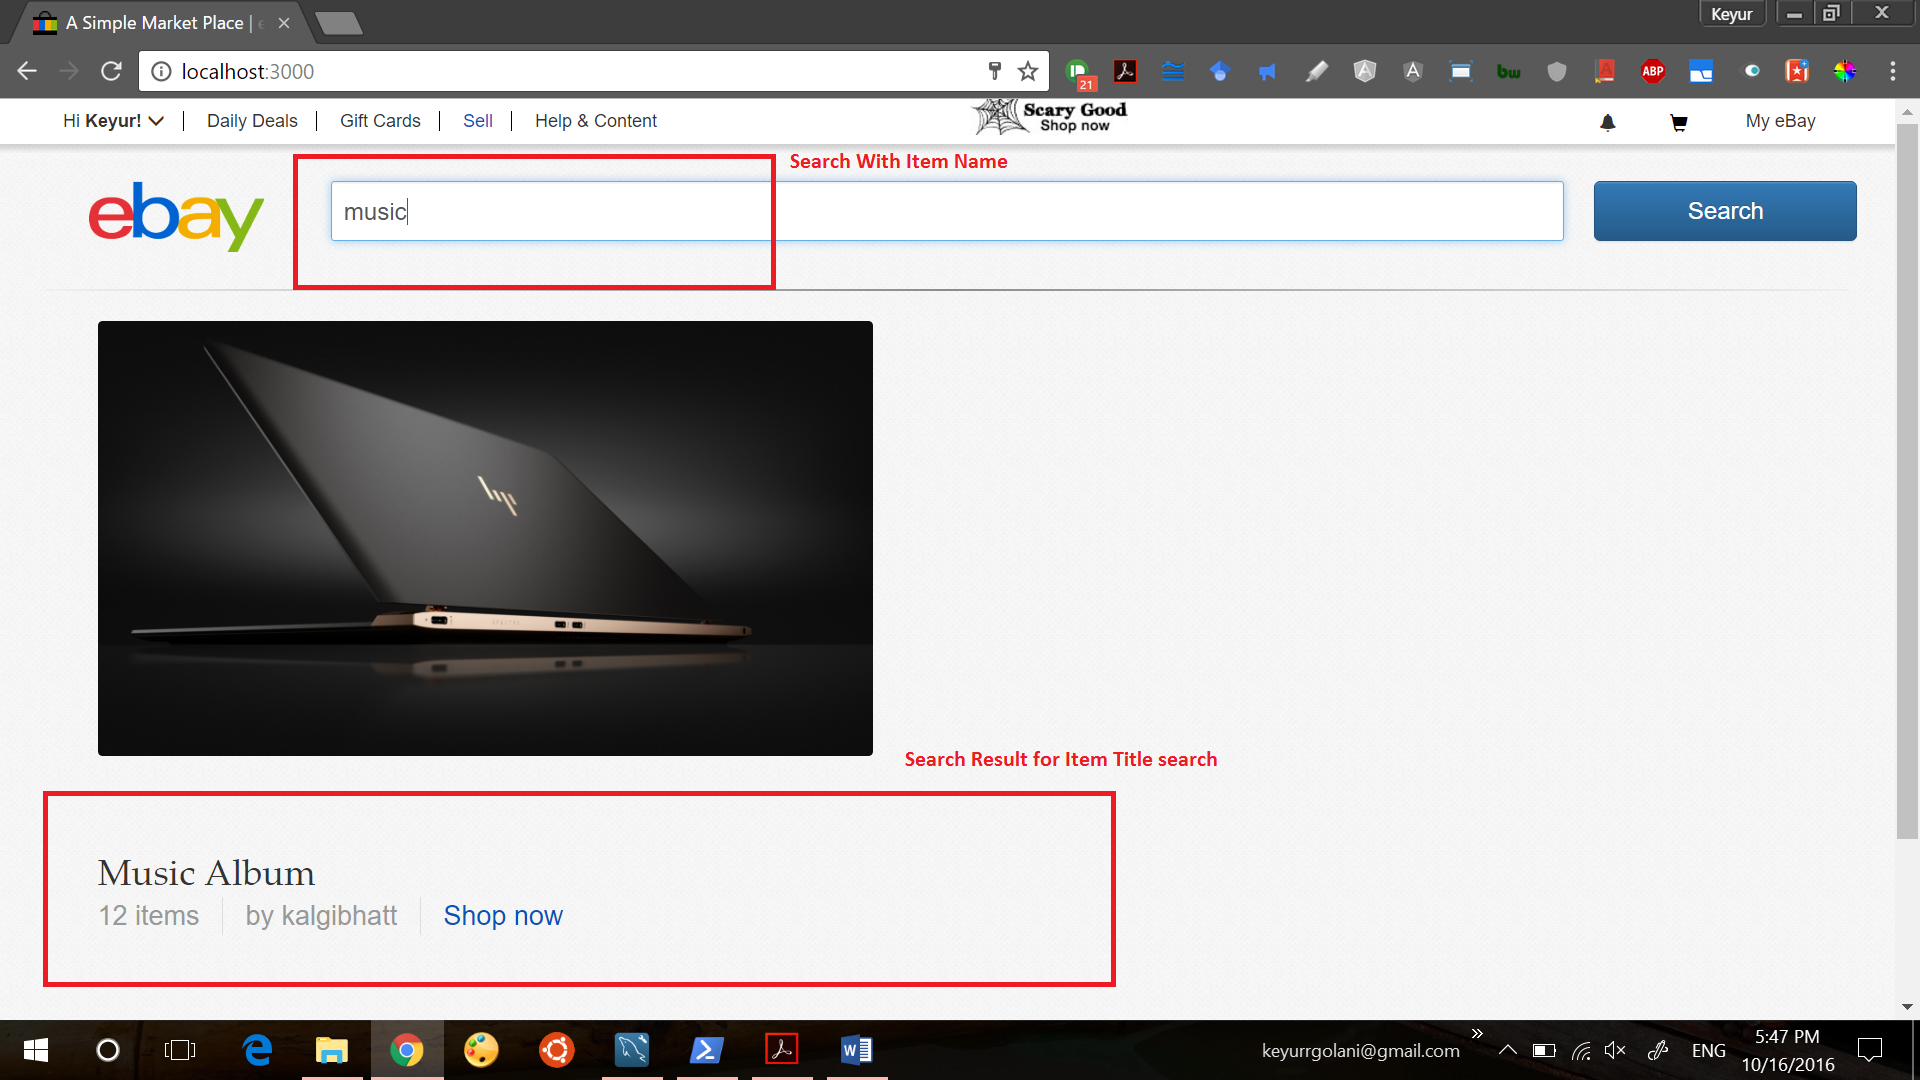 A Simple Market Place |
Keyur
localhost:3000
21
ABP
bw
Hi Keyur!
Daily Deals
Gift Cards
Sell
Help & Content
Scary Good
Shop now
My eBay
Search With Item Name
ebay
music
Search
hp
Search Result for Item Title search
Music Album
12 items
by kalgibhatt
Shop now
keyurrgolani@gmail.com
ENG
5:47 PM
10/16/2016